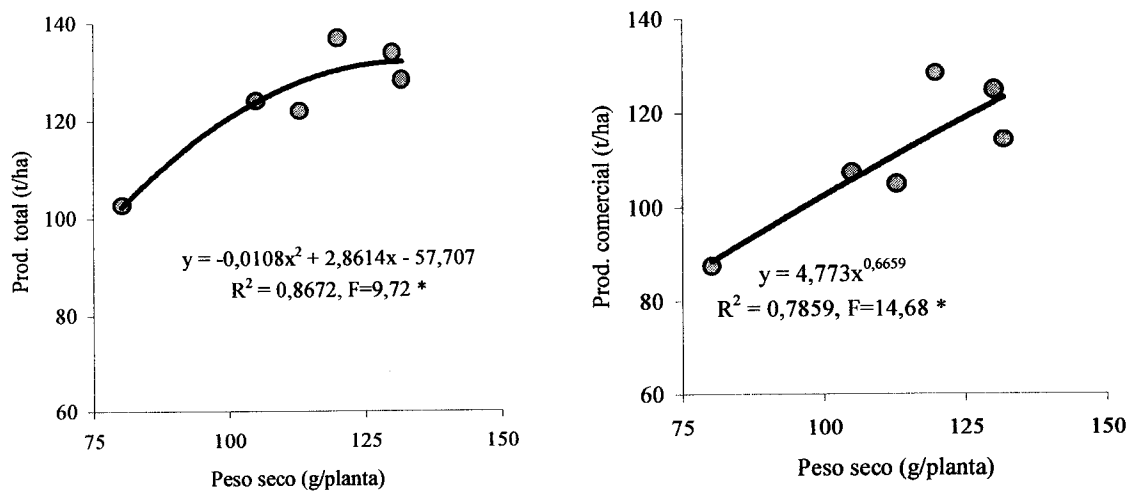 140
120
100
80
60
Prod. total (t/ha)
y = -0,0108x² + 2,8614x - 57,707
R² = 0,8672, F=9,72 *
75 100 125 150
Peso seco (g/planta)
140
120
100
80
60
Prod. comercial (t/ha)
y = 4,773x^0,6659
R² = 0,7859, F=14,68 *
75 100 125 150
Peso seco (g/planta)